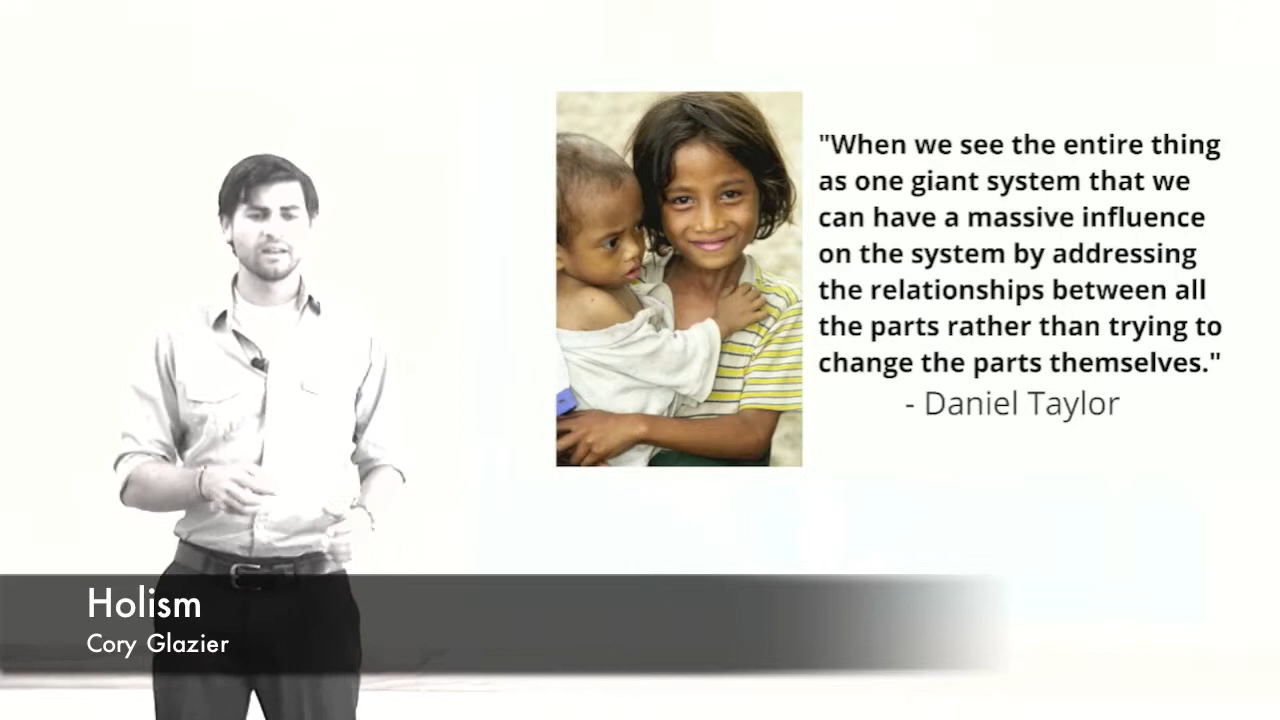 "When we see the entire thing
as one giant system that we
can have a massive influence
on the system by addressing
the relationships between all
the parts rather than trying to
change the parts themselves."
- Daniel Taylor
Holism
Cory Glazier